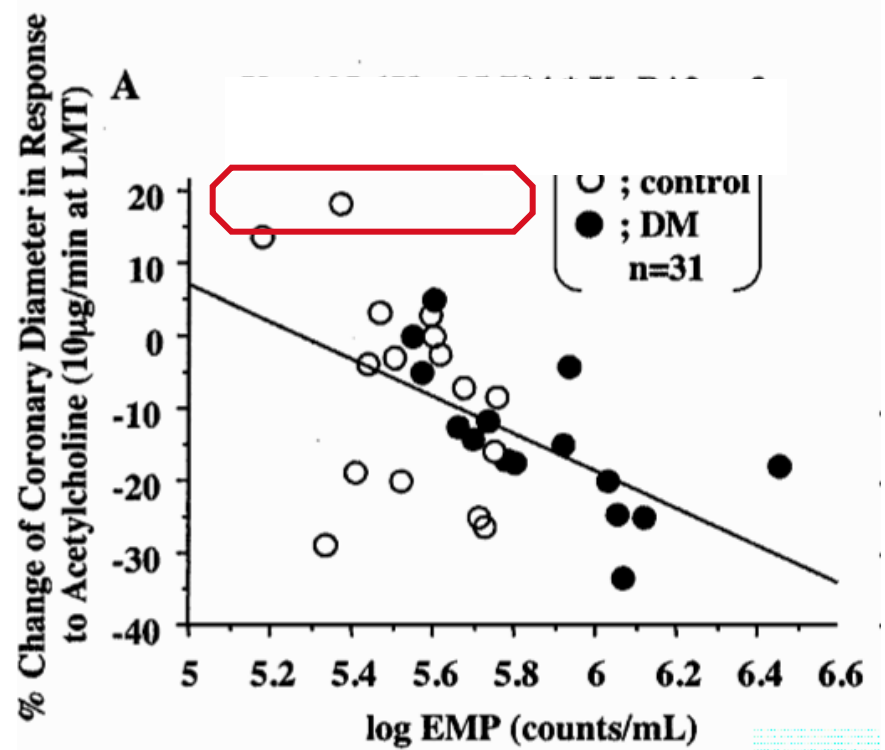 A
% Change of Coronary Diameter in Response
to Acetylcholine (10μg/min at LMT)
; control
; DM
n=31
20
10
0
-10
-20
-30
-40
5 5.2 5.4 5.6 5.8 6 6.2 6.4 6.6
log EMP (counts/mL)